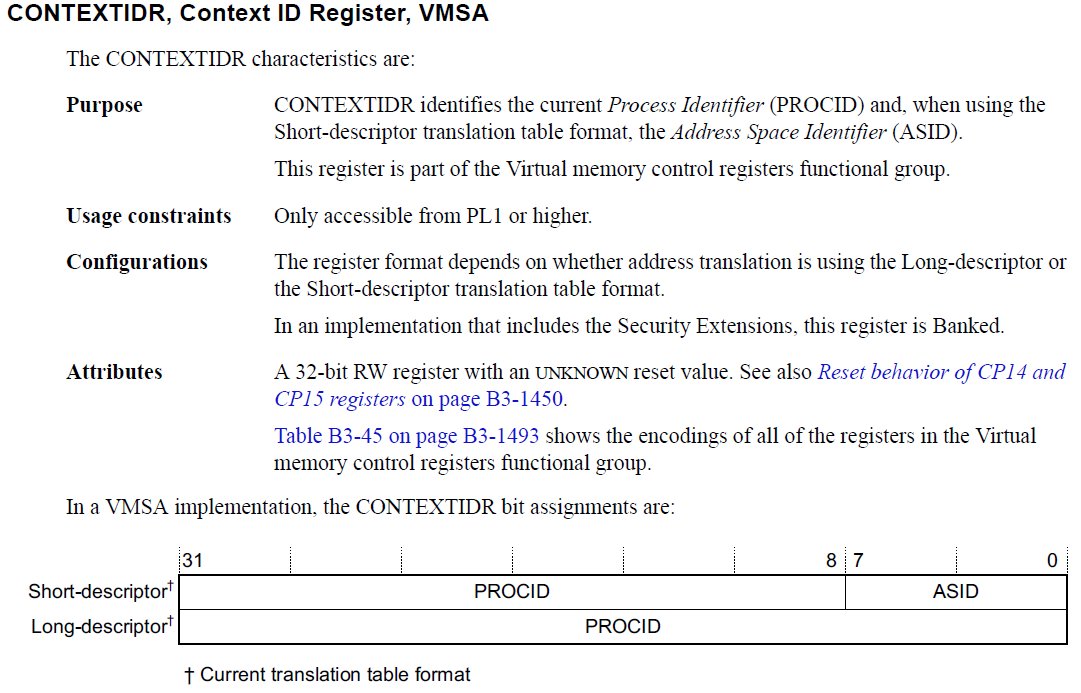 CONTEXTIDR, Context ID Register, VMSA
The CONTEXTIDR characteristics are:
Purpose CONTEXTIDR identifies the current Process Identifier (PROCID) and, when using the
Short-descriptor translation table format, the Address Space Identifier (ASID).
This register is part of the Virtual memory control registers functional group.
Usage constraints Only accessible from PL1 or higher.
Configurations The register format depends on whether address translation is using the Long-descriptor or
the Short-descriptor translation table format.
In an implementation that includes the Security Extensions, this register is Banked.
Attributes A 32-bit RW register with an UNKNOWN reset value. See also Reset behavior of CP14 and
CP15 registers on page B3-1450.
Table B3-45 on page B3-1493 shows the encodings of all of the registers in the Virtual
memory control registers functional group.
In a VMSA implementation, the CONTEXTIDR bit assignments are:
31 8 7 0
Short-descriptor† PROCID ASID
Long-descriptor† PROCID
† Current translation table format